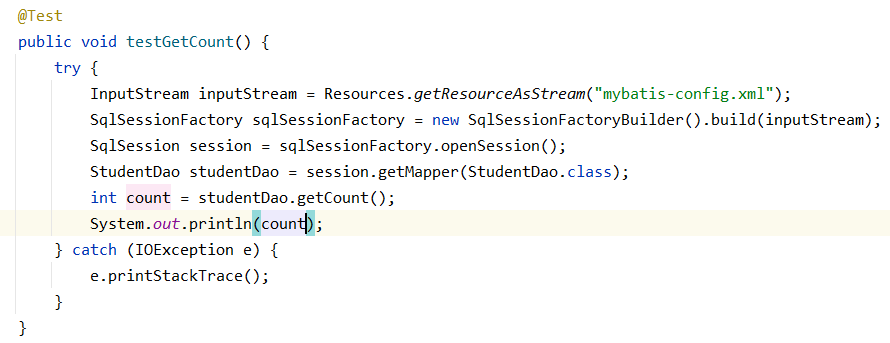 @Test
public void testGetCount() {
try {
InputStream inputStream = Resources.getResourceAsStream("mybatis-config.xml");
SqlSessionFactory sqlSessionFactory = new SqlSessionFactoryBuilder().build(inputStream);
SqlSession session = sqlSessionFactory.openSession();
StudentDao studentDao = session.getMapper(StudentDao.class);
int count = studentDao.getCount();
System.out.println(count);
} catch (IOException e) {
e.printStackTrace();
}
}